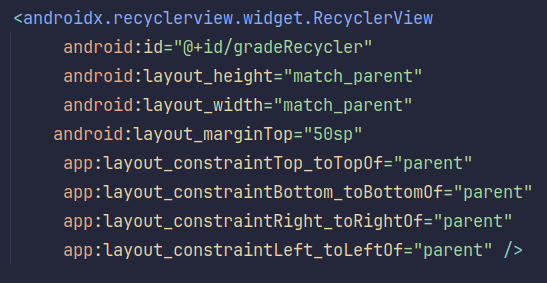 <androidx.recyclerview.widget.RecyclerView
android:id="@+id/gradeRecycler"
android:layout_height="match_parent"
android:layout_width="match_parent"
android:layout_marginTop="50sp"
app:layout_constraintTop_toTopOf="parent"
app:layout_constraintBottom_toBottomOf="parent"
app:layout_constraintRight_toRightOf="parent"
app:layout_constraintLeft_toLeftOf="parent" />